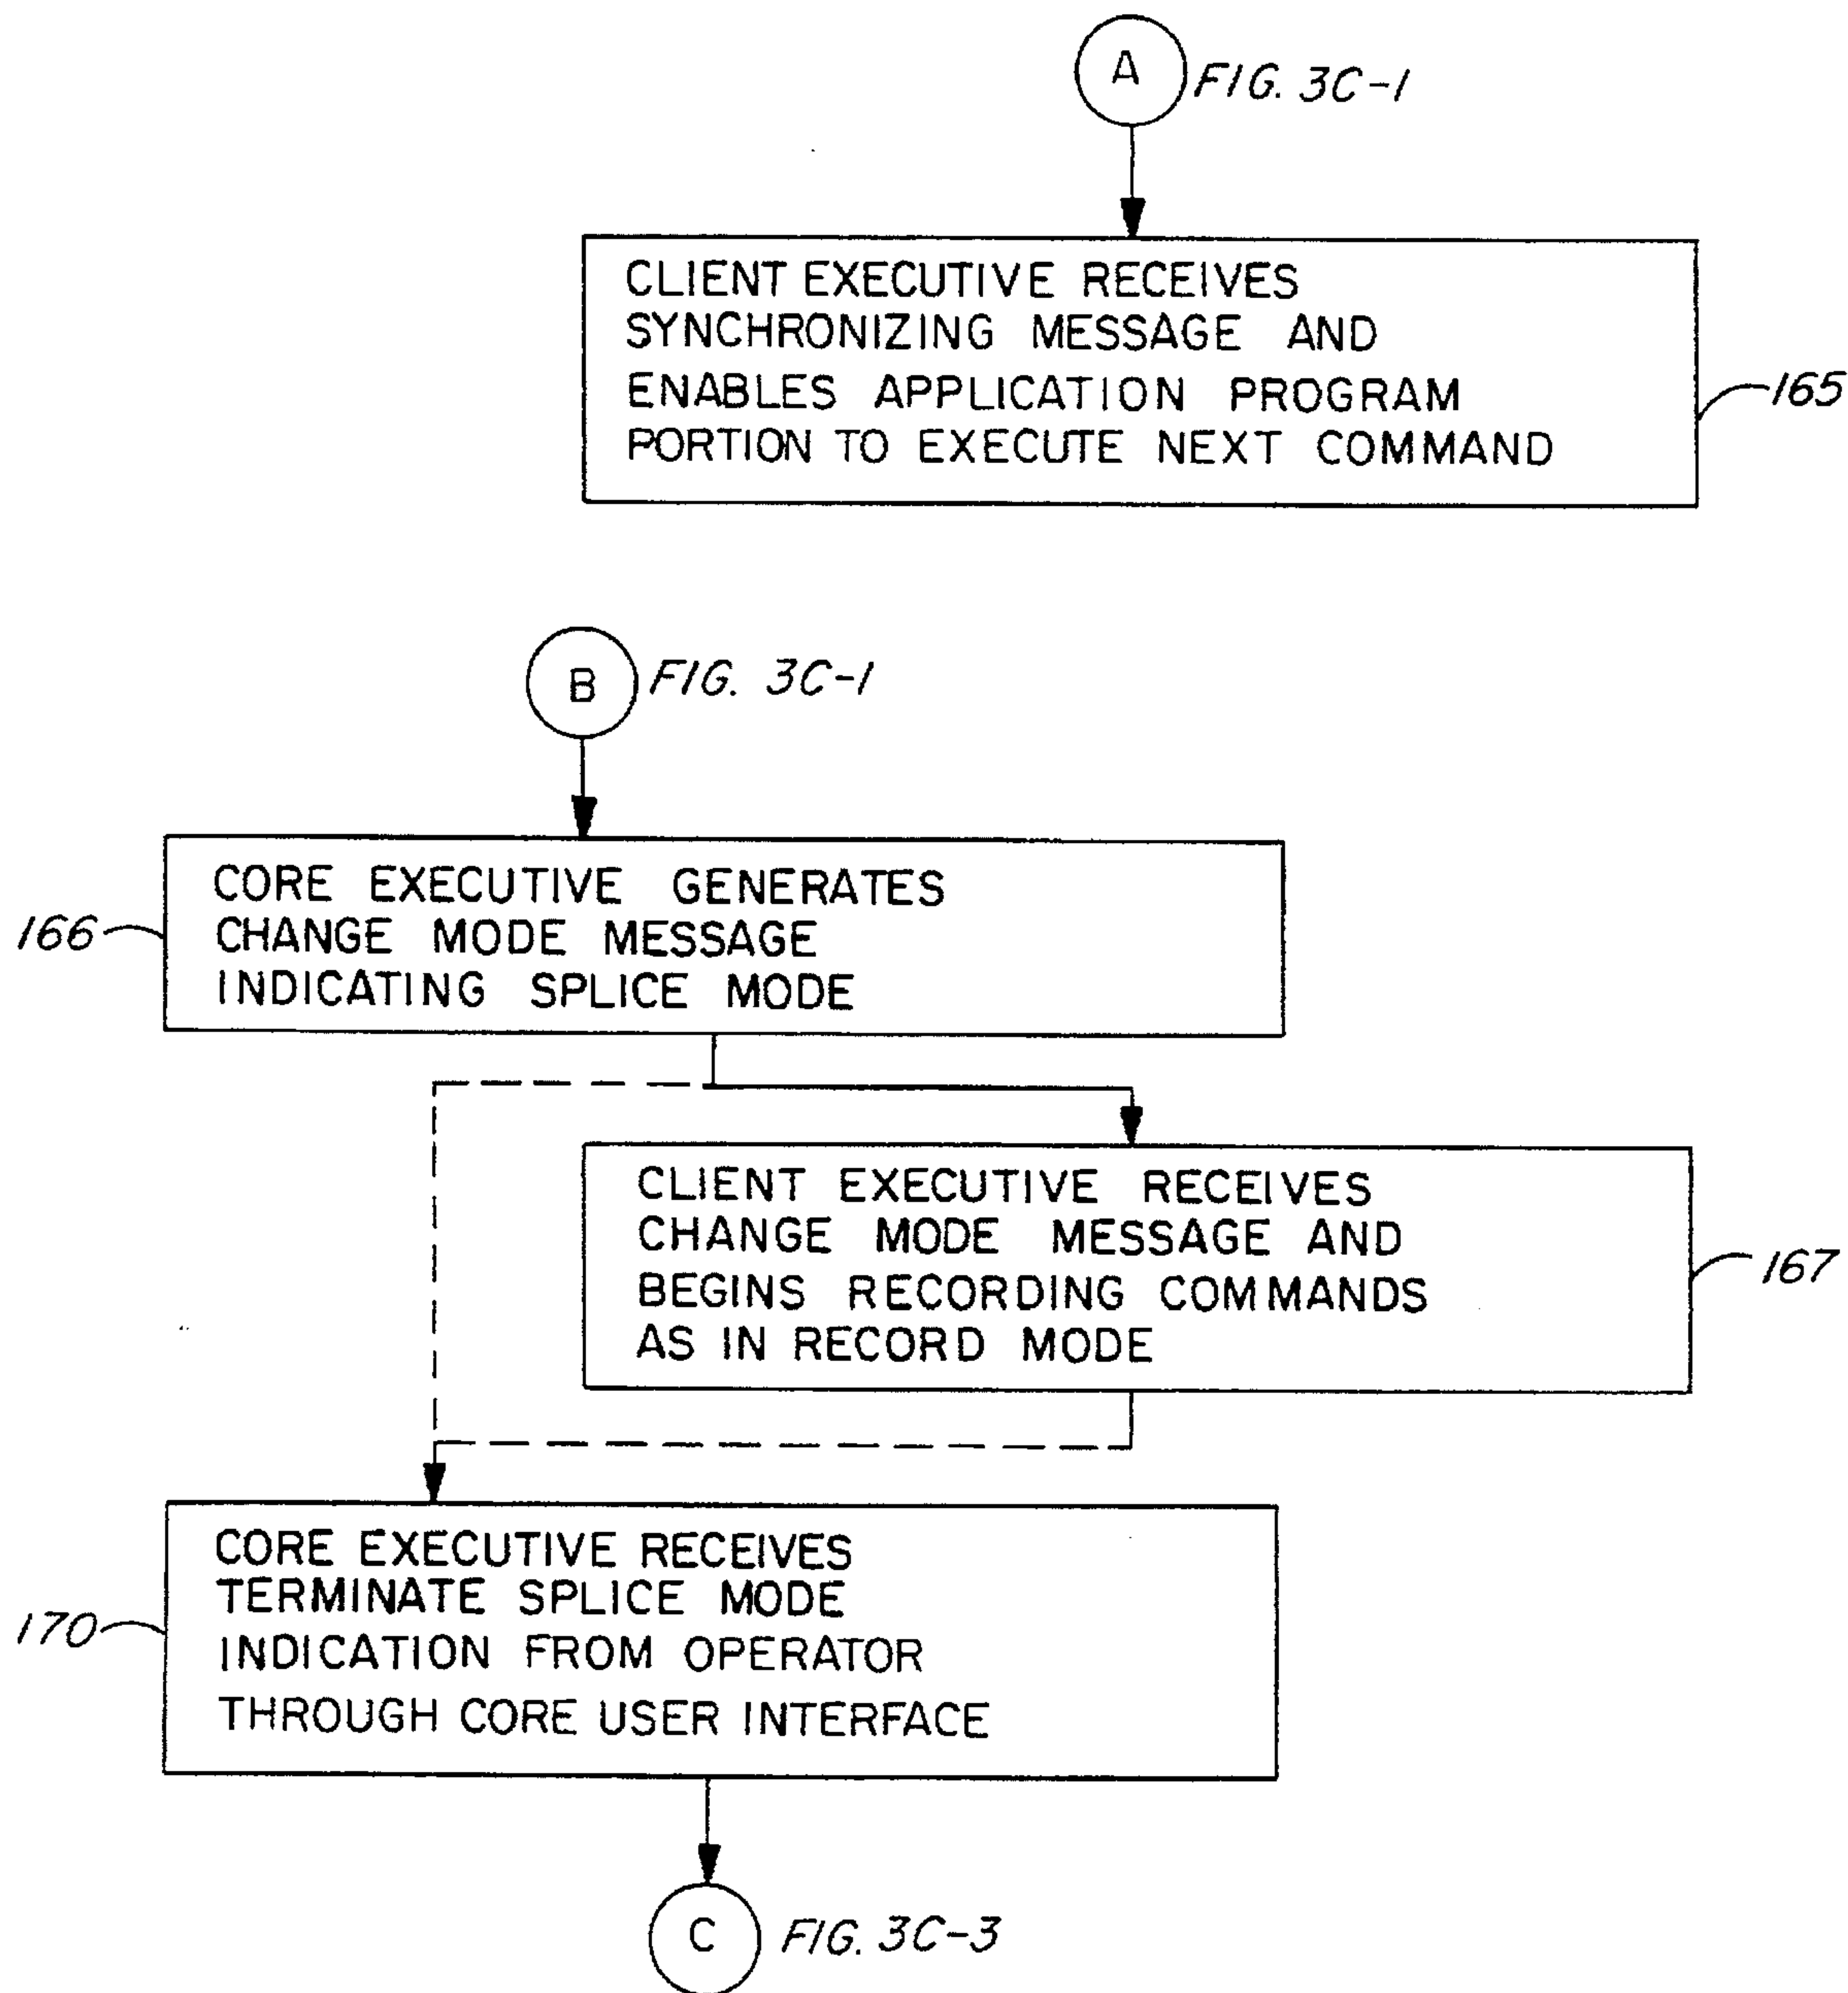 A FIG. 3C-1
CLIENT EXECUTIVE RECEIVES
SYNCHRONIZING MESSAGE AND
ENABLES APPLICATION PROGRAM
PORTION TO EXECUTE NEXT COMMAND
165
B FIG. 3C-1
CORE EXECUTIVE GENERATES
CHANGE MODE MESSAGE
INDICATING SPLICE MODE
166
CLIENT EXECUTIVE RECEIVES
CHANGE MODE MESSAGE AND
BEGINS RECORDING COMMANDS
AS IN RECORD MODE
167
CORE EXECUTIVE RECEIVES
TERMINATE SPLICE MODE
INDICATION FROM OPERATOR
THROUGH CORE USER INTERFACE
170
C FIG. 3C-3